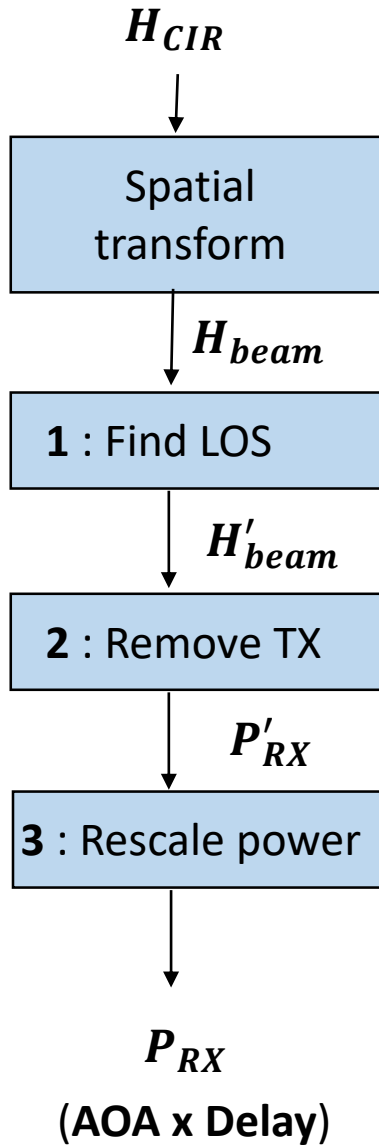 H_CIR
Spatial
transform
H_beam
1 : Find LOS
H'_beam
2 : Remove TX
P'_RX
3 : Rescale power
P_RX
(AOA x Delay)